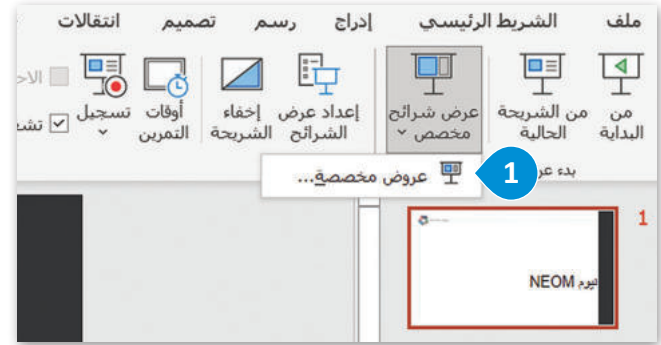 ملف الشريط الرئيسي إدراج رسم تصميم انتقالات
من البداية
من الشريحة الحالية
عرض شرائح مخصص
إعداد عرض الشرائح
إخفاء الشريحة
أوقات التمرين
تسجيل
بدء
1 عروض مخصصة...
1
نيوم NEOM